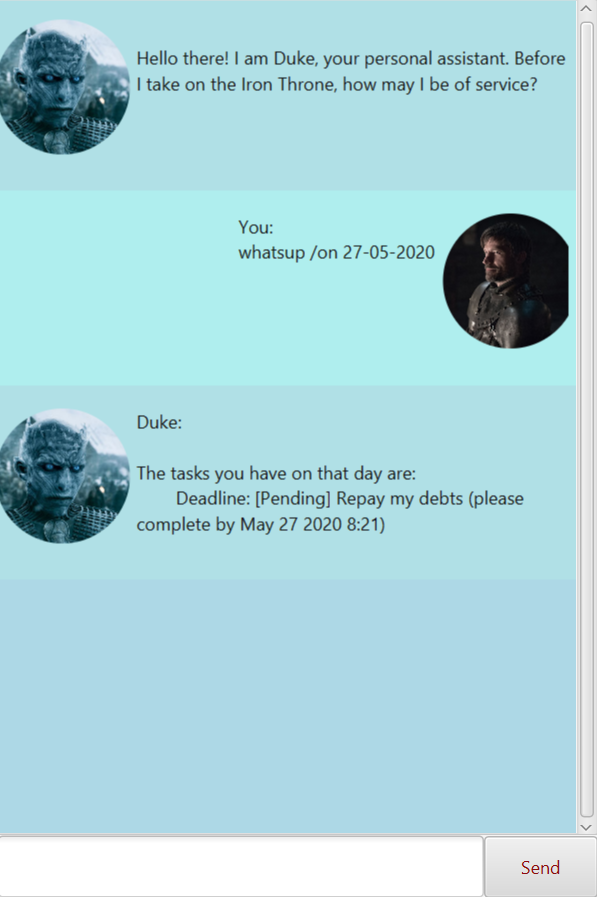 Hello there! I am Duke, your personal assistant. Before
I take on the Iron Throne, how may I be of service?
You:
whatsup /on 27-05-2020
Duke:
The tasks you have on that day are:
Deadline: [Pending] Repay my debts (please
complete by May 27 2020 8:21)
Send